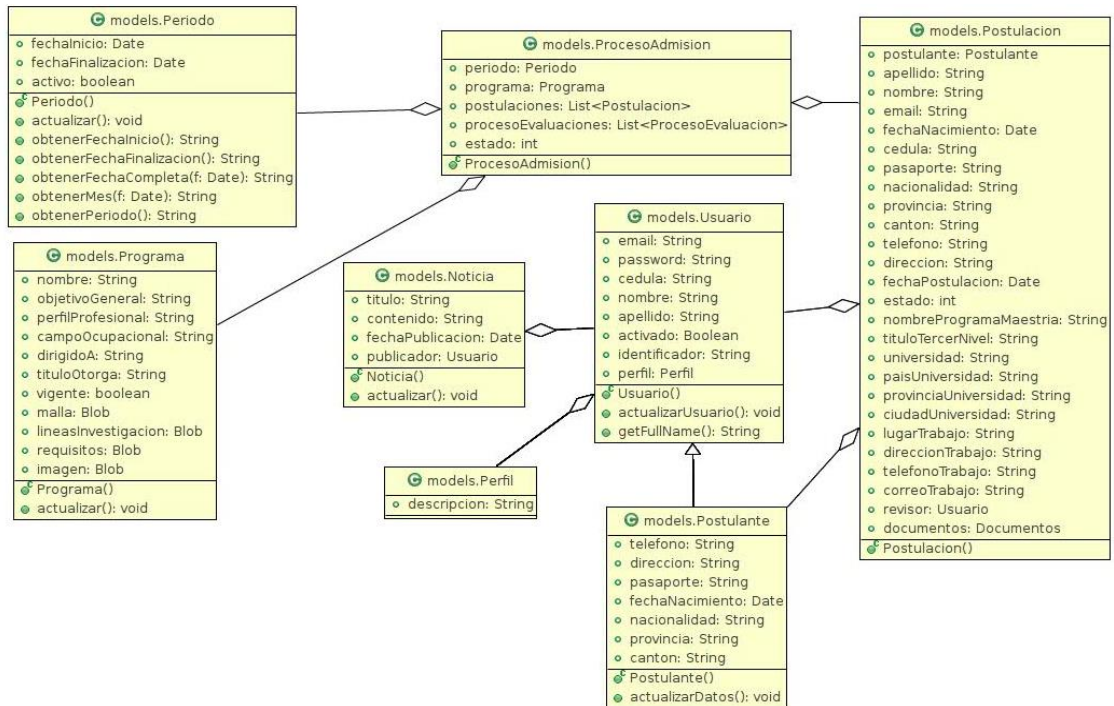 models.Periodo
fechaInicio: Date
fechaFinalizacion: Date
activo: boolean
Periodo()
actualizar(): void
obtenerFechaInicio(): String
obtenerFechaFinalizacion(): String
obtenerFechaCompleta(f: Date): String
obtenerMes(f: Date): String
obtenerPeriodo(): String
models.ProcesoAdmision
periodo: Periodo
programa: Programa
postulaciones: List<Postulacion>
procesoEvaluaciones: List<ProcesoEvaluacion>
estado: int
ProcesoAdmision()
models.Postulacion
postulante: Postulante
apellido: String
nombre: String
email: String
fechaNacimiento: Date
cedula: String
pasaporte: String
nacionalidad: String
provincia: String
canton: String
telefono: String
direccion: String
fechaPostulacion: Date
estado: int
nombreProgramaMaestria: String
tituloTercerNivel: String
universidad: String
paisUniversidad: String
provinciaUniversidad: String
ciudadUniversidad: String
lugarTrabajo: String
direccionTrabajo: String
telefonoTrabajo: String
correoTrabajo: String
revisor: Usuario
documentos: Documentos
Postulacion()
models.Programa
nombre: String
objetivoGeneral: String
perfilProfesional: String
campoOcupacional: String
dirigidoA: String
tituloOtorga: String
vigente: boolean
malla: Blob
lineasInvestigacion: Blob
requisitos: Blob
imagen: Blob
Programa()
actualizar(): void
models.Noticia
titulo: String
contenido: String
fechaPublicacion: Date
publicador: Usuario
Noticia()
actualizar(): void
models.Usuario
email: String
password: String
cedula: String
nombre: String
apellido: String
activado: Boolean
identificador: String
perfil: Perfil
Usuario()
actualizarUsuario(): void
getFullName(): String
models.Perfil
descripcion: String
models.Postulante
telefono: String
direccion: String
pasaporte: String
fechaNacimiento: Date
nacionalidad: String
provincia: String
canton: String
Postulante()
actualizarDatos(): void